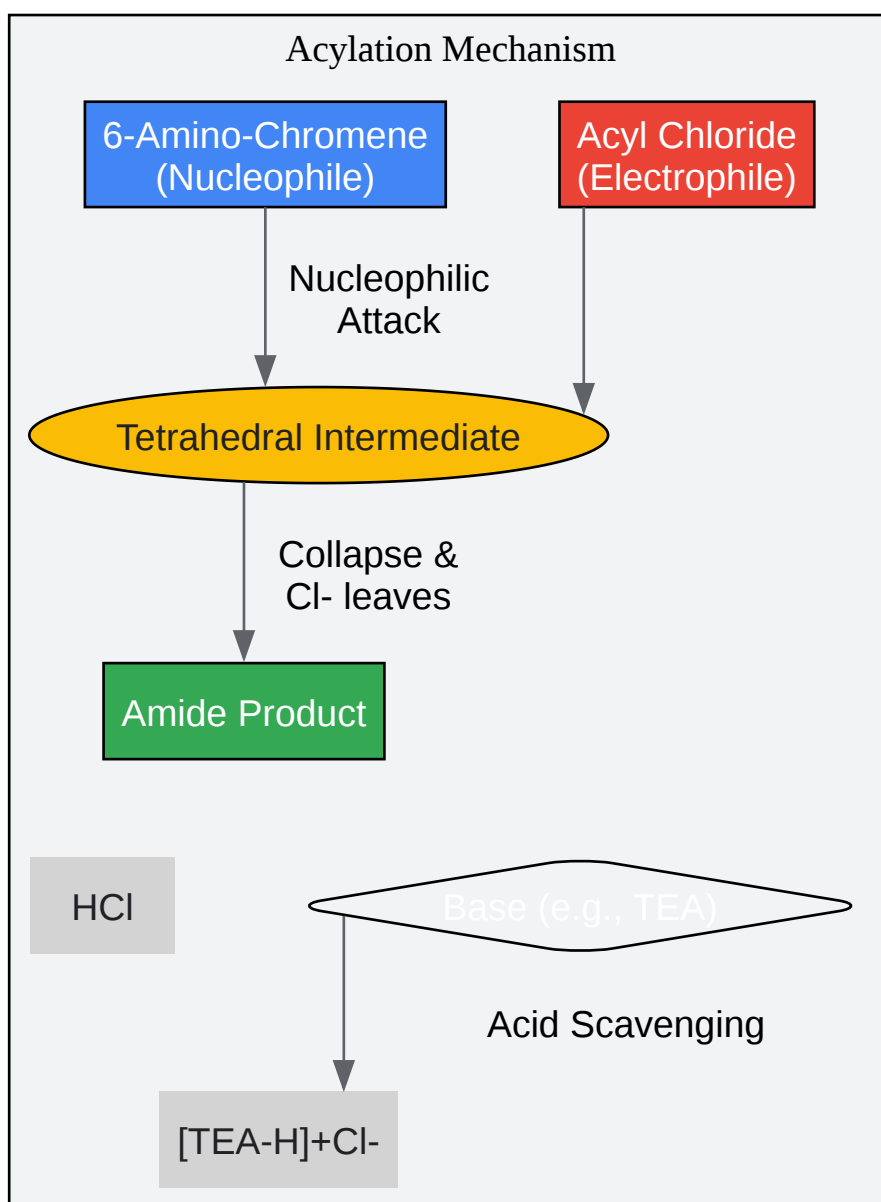 Acylation Mechanism
6-Amino-Chromene
(Nucleophile)
Acyl Chloride
(Electrophile)
Nucleophilic
Attack
Tetrahedral Intermediate
Collapse &
Cl- leaves
Amide Product
HCl
Base (e.g., TEA)
Acid Scavenging
[TEA-H]+Cl-